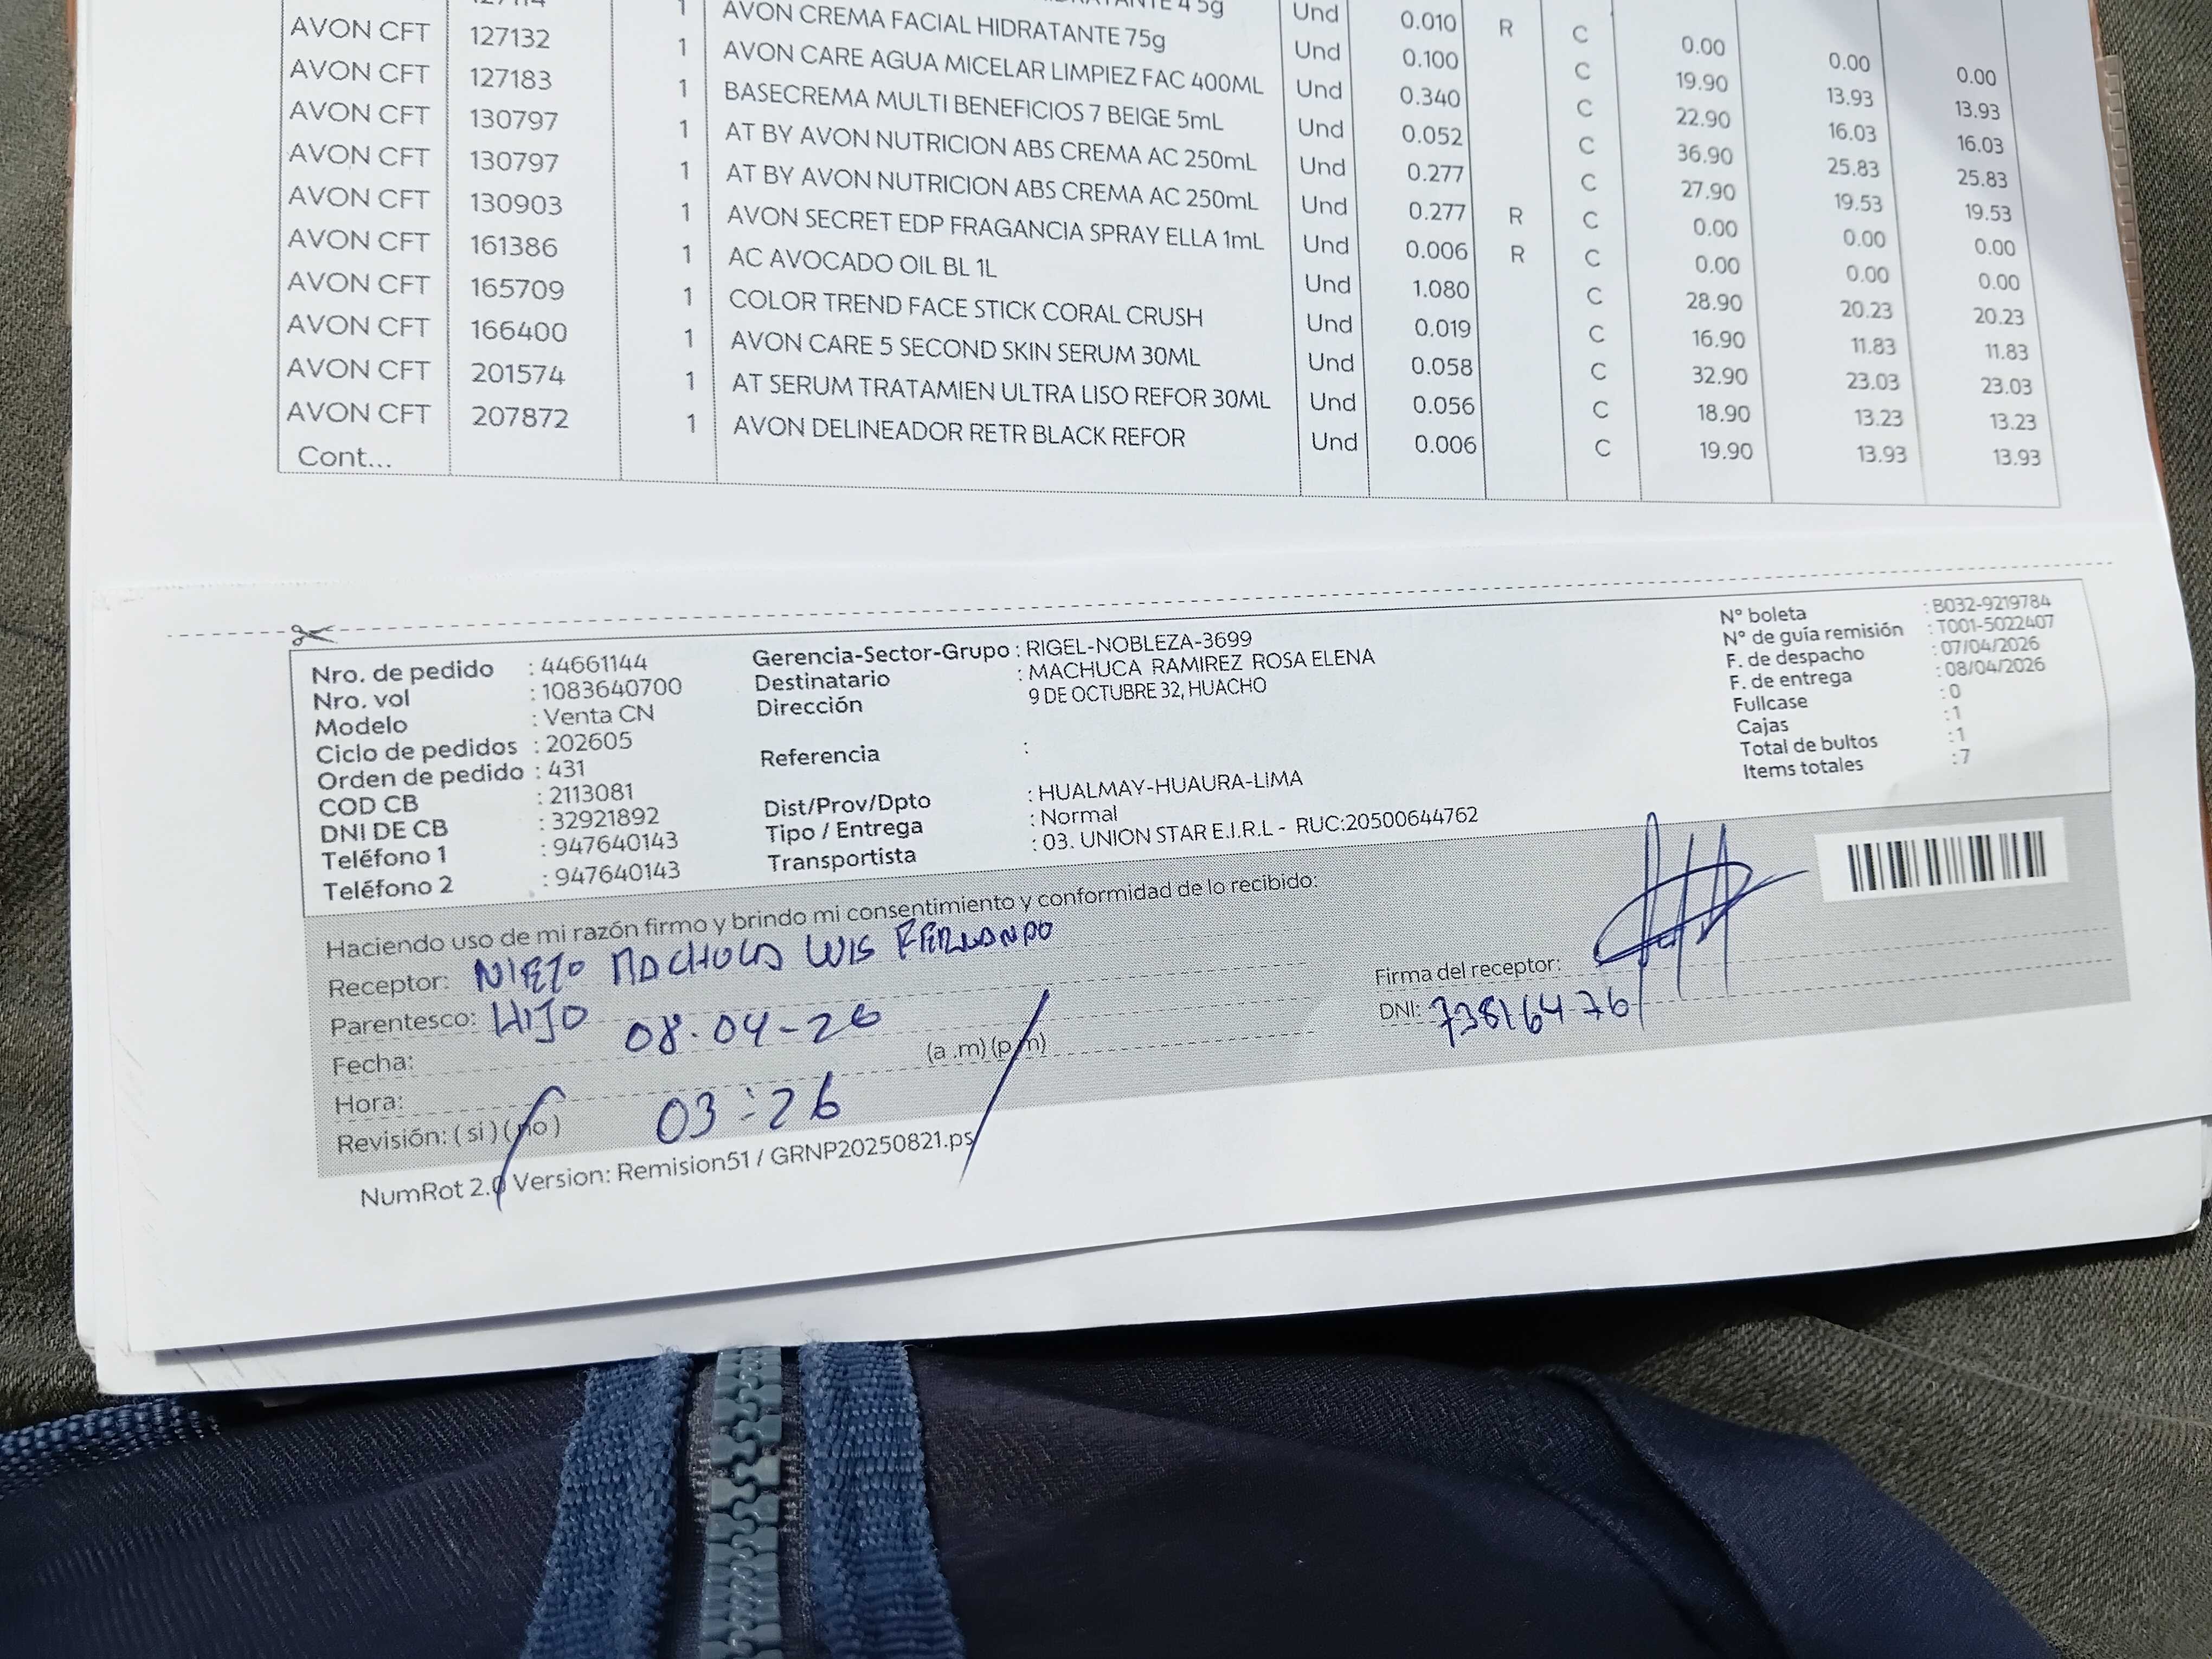 AVON CREMA FACIAL HIDRATANTE 75g Und 0.010 R C 0.00 0.00 0.00
AVON CFT 127132 1 AVON CARE AGUA MICELAR LIMPIEZ FAC 400ML Und 0.100 C 19.90 13.93 13.93
AVON CFT 127183 1 BASECREMA MULTI BENEFICIOS 7 BEIGE 5mL Und 0.340 C 22.90 16.03 16.03
AVON CFT 130797 1 AT BY AVON NUTRICION ABS CREMA AC 250mL Und 0.052 C 36.90 25.83 25.83
AVON CFT 130797 1 AT BY AVON NUTRICION ABS CREMA AC 250mL Und 0.277 C 27.90 19.53 19.53
AVON CFT 130903 1 AVON SECRET EDP FRAGANCIA SPRAY ELLA 1mL Und 0.277 R C 0.00 0.00 0.00
AVON CFT 161386 1 AC AVOCADO OIL BL 1L Und 0.006 R C 0.00 0.00 0.00
AVON CFT 165709 1 COLOR TREND FACE STICK CORAL CRUSH Und 1.080 C 28.90 20.23 20.23
AVON CFT 166400 1 AVON CARE 5 SECOND SKIN SERUM 30ML Und 0.019 C 16.90 11.83 11.83
AVON CFT 201574 1 AT SERUM TRATAMIEN ULTRA LISO REFOR 30ML Und 0.058 C 32.90 23.03 23.03
AVON CFT 207872 1 AVON DELINEADOR RETR BLACK REFOR Und 0.056 C 18.90 13.23 13.23
Cont... Und 0.006 C 19.90 13.93 13.93
Nro. de pedido : 44661144
Nro. vol : 1083640700
Modelo : Venta CN
Ciclo de pedidos : 202605
Orden de pedido : 431
COD CB : 2113081
DNI DE CB : 32921892
Teléfono 1 : 947640143
Teléfono 2 : 947640143
Gerencia-Sector-Grupo : RIGEL-NOBLEZA-3699
Destinatario : MACHUCA RAMIREZ ROSA ELENA
Dirección 9 DE OCTUBRE 32, HUACHO
Referencia :
Dist/Prov/Dpto : HUALMAY-HUAURA-LIMA
Tipo / Entrega : Normal
Transportista : 03. UNION STAR E.I.R.L - RUC:20500644762
N° boleta : B032-9219784
N° de guía remisión : T001-5022407
F. de despacho : 07/04/2026
F. de entrega : 08/04/2026
Fullcase : 0
Cajas : 1
Total de bultos : 1
Items totales : 7
Haciendo uso de mi razón firmo y brindo mi consentimiento y conformidad de lo recibido:
Receptor: NIETO MACHUCA LUIS FERNANDO
Parentesco: HIJO
Fecha: 08-04-26
Hora: 03:26 (a .m) (p.m)
Revisión: ( si ) ( no )
Firma del receptor:
DNI: 73816476
NumRot 2.0 Version: Remision51 / GRNP20250821.ps